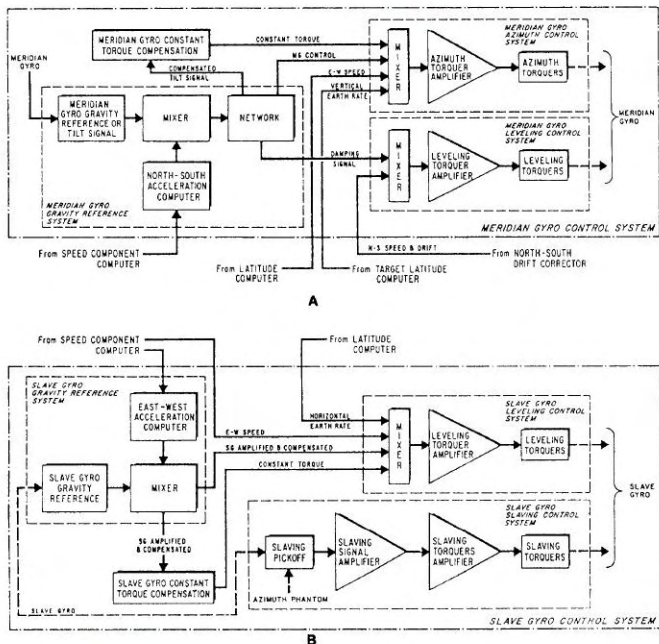 MERIDIAN GYRO CONSTANT
TORQUE COMPENSATION
CONSTANT TORQUE
MG CONTROL
COMPENSATED
TILT SIGNAL
E-W SPEED
VERTICAL
EARTH RATE
MERIDIAN
GYRO
MERIDIAN GYRO
GRAVITY
REFERENCE OR
TILT SIGNAL
MIXER
NETWORK
NORTH-SOUTH
ACCELERATION
COMPUTER
MERIDIAN GYRO
GRAVITY REFERENCE
SYSTEM
DAMPING
SIGNAL
MERIDIAN GYRO
AZIMUTH CONTROL
SYSTEM
MIXER
AZIMUTH
TORQUER
AMPLIFIER
AZIMUTH
TORQUERS
MERIDIAN GYRO
LEVELING CONTROL
SYSTEM
MIXER
LEVELING
TORQUER
AMPLIFIER
LEVELING
TORQUERS
MERIDIAN
GYRO
MERIDIAN GYRO CONTROL SYSTEM
N-S SPEED & DRIFT
From SPEED COMPONENT
COMPUTER
From LATITUDE
COMPUTER
From TARGET LATITUDE
COMPUTER
From NORTH-SOUTH
DRIFT CORRECTOR
A
From SPEED COMPONENT
COMPUTER
From LATITUDE
COMPUTER
SLAVE GYRO
GRAVITY REFERENCE
SYSTEM
EAST-WEST
ACCELERATION
COMPUTER
SLAVE GYRO
GRAVITY
REFERENCE
MIXER
HORIZONTAL
EARTH RATE
E-W SPEED
SG AMPLIFIED & COMPENSATED
CONSTANT TORQUE
SG AMPLIFIED
& COMPENSATED
SLAVE GYRO CONSTANT
TORQUE COMPENSATION
SLAVE GYRO
SLAVE GYRO
LEVELING CONTROL
SYSTEM
MIXER
LEVELING
TORQUER
AMPLIFIER
LEVELING
TORQUERS
SLAVE GYRO
SLAVING CONTROL
SYSTEM
SLAVING
PICKOFF
SLAVING
SIGNAL
AMPLIFIER
SLAVING
TORQUERS
AMPLIFIER
SLAVING
TORQUERS
AZIMUTH PHANTOM
SLAVE
GYRO
SLAVE GYRO CONTROL SYSTEM
B